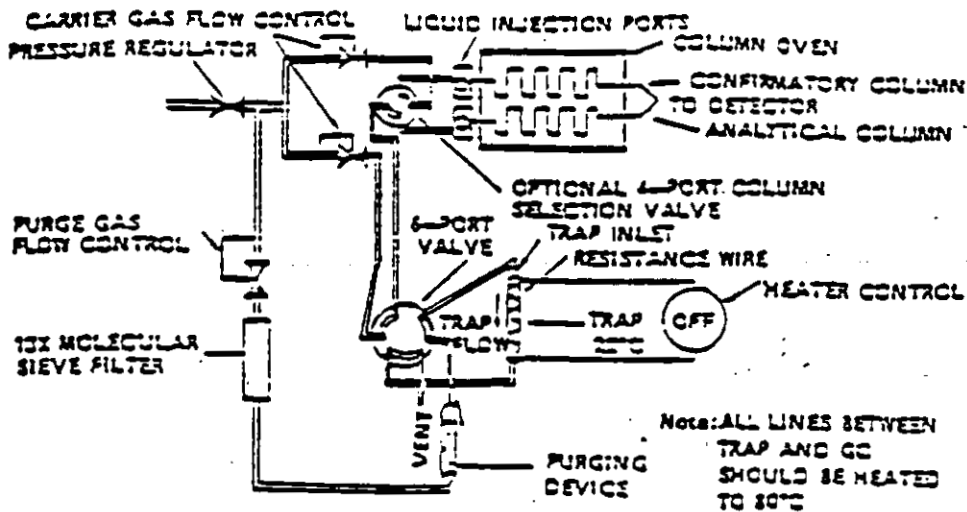 CARRIER GAS FLOW CONTROL
PRESSURE REGULATOR
LIQUID INJECTION PORTS
COLUMN OVEN
CONFIRMATORY COLUMN
TO DETECTOR
ANALYTICAL COLUMN
OPTIONAL 4-PORT COLUMN
SELECTION VALVE
PURGE GAS
FLOW CONTROL
6-PORT
VALVE
TRAP INLET
RESISTANCE WIRE
HEATER CONTROL
TRAP
FLOW
TRAP
OFF
13X MOLECULAR
SIEVE FILTER
VENT
PURGING
DEVICE
Note: ALL LINES BETWEEN
TRAP AND GC
SHOULD BE HEATED
TO 80°C